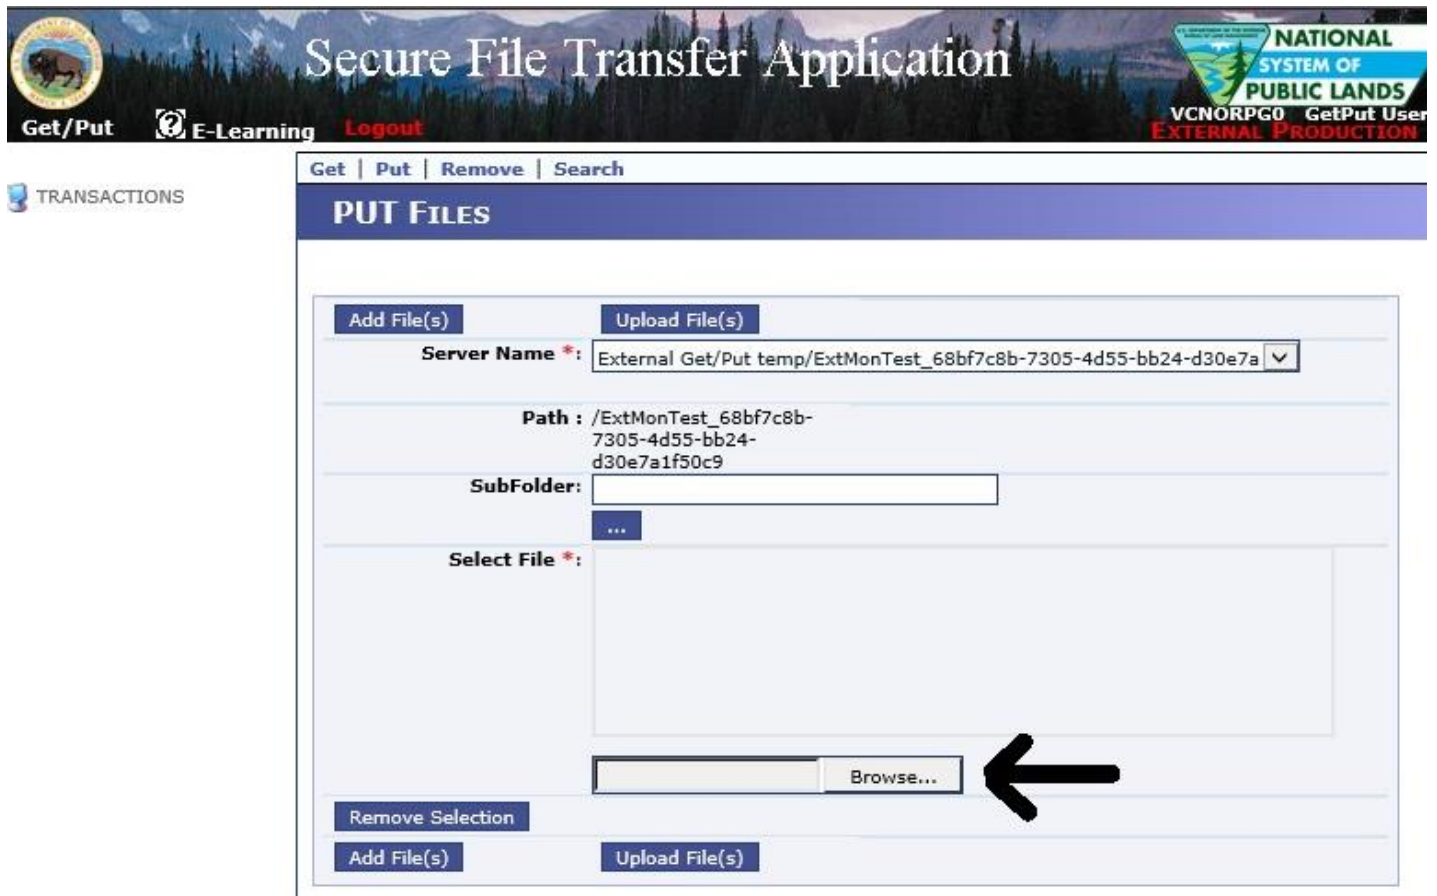 Secure File Transfer Application
NATIONAL
SYSTEM OF
PUBLIC LANDS
VCNORPG0 GetPut User
EXTERNAL PRODUCTION
Get/Put
E-Learning
Logout
TRANSACTIONS
Get | Put | Remove | Search
PUT FILES
Add File(s) Upload File(s)
Server Name *: External Get/Put temp/ExtMonTest_68bf7c8b-7305-4d55-bb24-d30e7a
Path : /ExtMonTest_68bf7c8b-
7305-4d55-bb24-
d30e7a1f50c9
SubFolder:
...
Select File *:
Browse...
Remove Selection
Add File(s) Upload File(s)